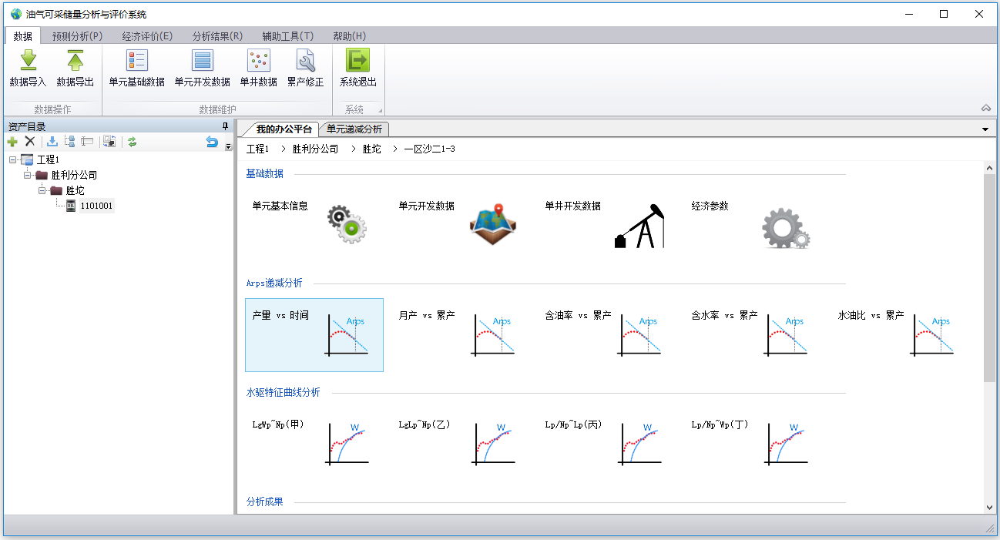 油气可采储量分析与评价系统
数据 预测分析(P) 经济评价(E) 分析结果(R) 辅助工具(T) 帮助(H)
数据导入 数据导出 单元基础数据 单元开发数据 单井数据 累产修正 系统退出
数据操作 数据维护 系统
资产目录
我的办公平台 单元递减分析
工程1 > 胜利分公司 > 胜坨 > 一区沙二1-3
工程1
胜利分公司
胜坨
OIL 1101001
基础数据
单元基本信息 单元开发数据 单井开发数据 经济参数
Arps递减分析
产量 vs 时间 月产 vs 累产 含油率 vs 累产 含水率 vs 累产 水油比 vs 累产
Arps Arps Arps Arps Arps
水驱特征曲线分析
LgWp~Np(甲) LgLp~Np(乙) Lp/Np~Lp(丙) Lp/Np~Wp(丁)
W W W W
分析成果